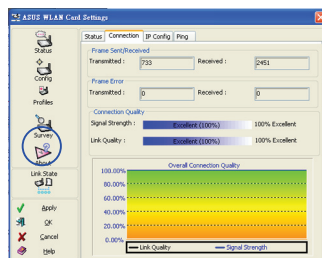 ASUS WLAN Card Settings
Status Connection IP Config Ping
Status
Config
Profiles
Survey
About
Link State
Apply
OK
Cancel
Help
Frame Sent/Received
Transmitted : 733 Received : 2451
Frame Error
Transmitted : 0 Received : 0
Connection Quality
Signal Strength : Excellent (100%) 100% Excellent
Link Quality : Excellent (100%) 100% Excellent
Overall Connection Quality
100.00%
80.00%
60.00%
40.00%
20.00%
0.00%
Link Quality Signal Strength